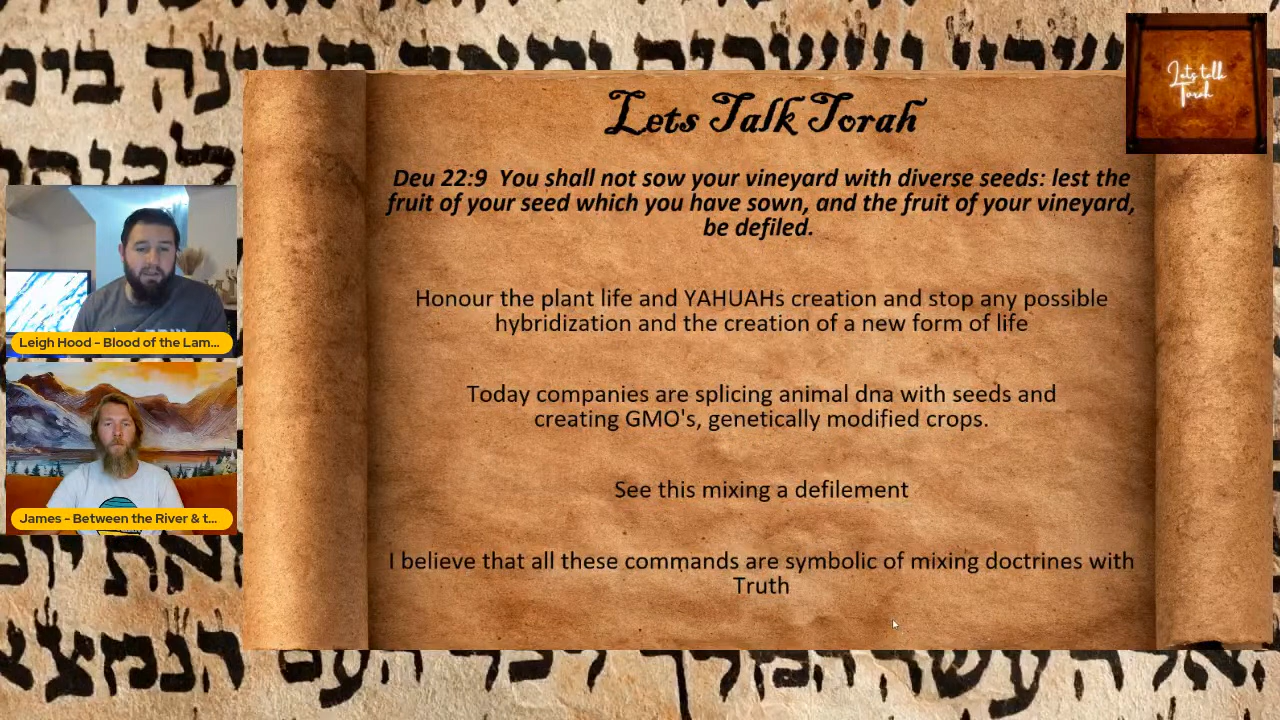 Lets Talk Torah
Lets talk
Torah
Deu 22:9 You shall not sow your vineyard with diverse seeds: lest the
fruit of your seed which you have sown, and the fruit of your vineyard,
be defiled.
Honour the plant life and YAHUAHs creation and stop any possible
hybridization and the creation of a new form of life
Today companies are splicing animal dna with seeds and
creating GMO's, genetically modified crops.
See this mixing a defilement
I believe that all these commands are symbolic of mixing doctrines with
Truth
Leigh Hood - Blood of the Lam...
James - Between the River & t...